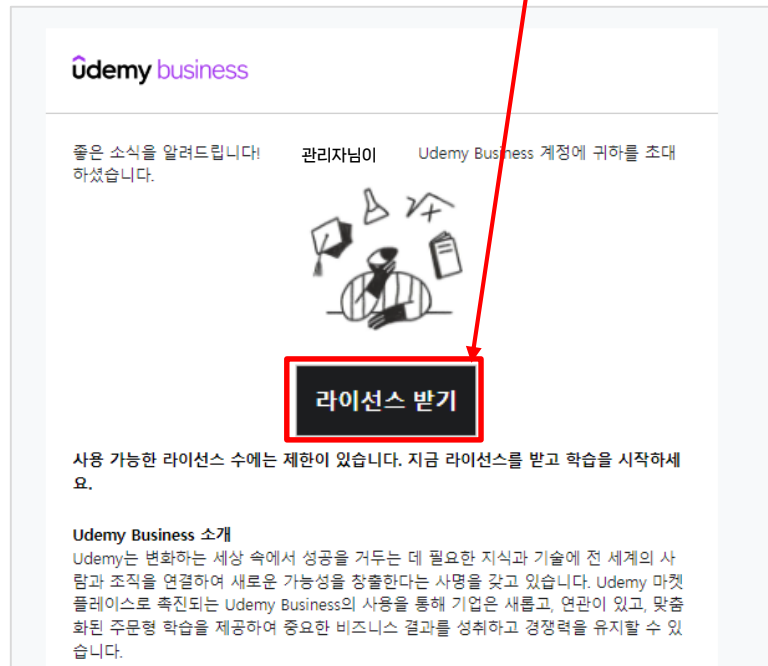 ûdemy business
좋은 소식을 알려드립니다! 관리자님이 Udemy Business 계정에 귀하를 초대
하셨습니다.
라이선스 받기
사용 가능한 라이선스 수에는 제한이 있습니다. 지금 라이선스를 받고 학습을 시작하세
요.
Udemy Business 소개
Udemy는 변화하는 세상 속에서 성공을 거두는 데 필요한 지식과 기술에 전 세계의 사
람과 조직을 연결하여 새로운 가능성을 창출한다는 사명을 갖고 있습니다. Udemy 마켓
플레이스로 촉진되는 Udemy Business의 사용을 통해 기업은 새롭고, 연관이 있고, 맞춤
화된 주문형 학습을 제공하여 중요한 비즈니스 결과를 성취하고 경쟁력을 유지할 수 있
습니다.